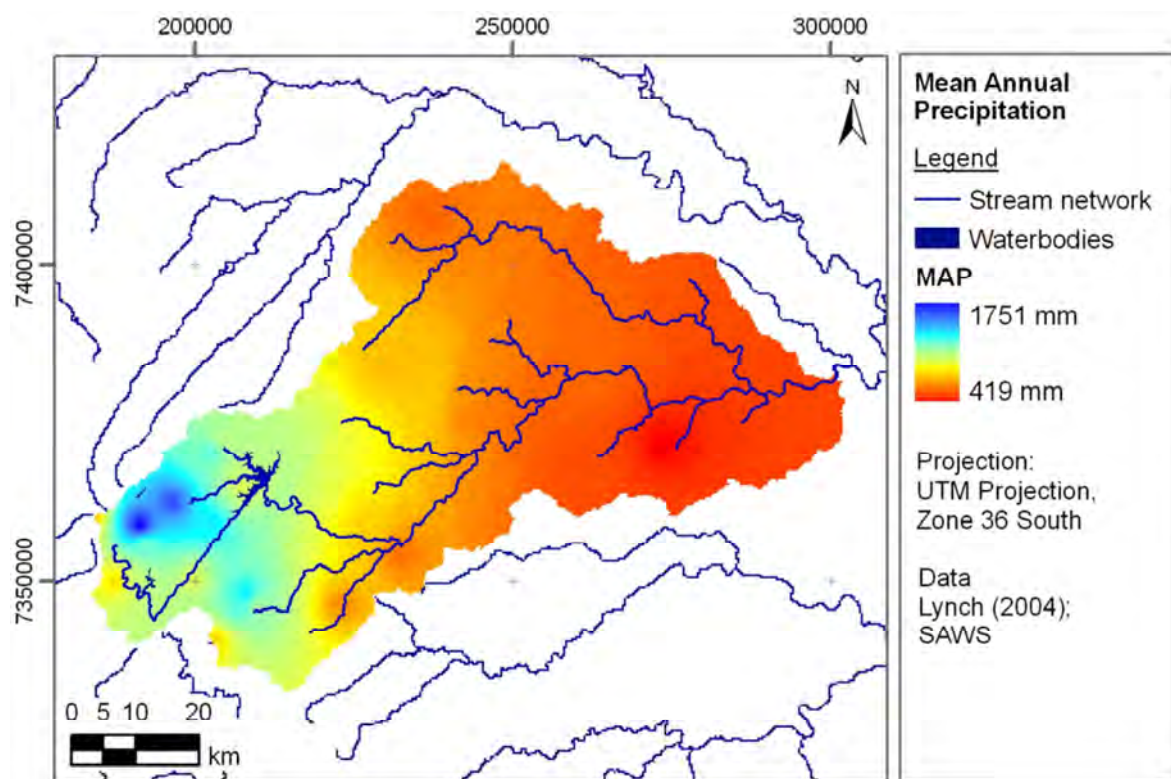 200000 250000 300000
N
7400000
7350000
0 5 10 20
km
Mean Annual
Precipitation
Legend
Stream network
Waterbodies
MAP
1751 mm
419 mm
Projection:
UTM Projection,
Zone 36 South
Data
Lynch (2004);
SAWS